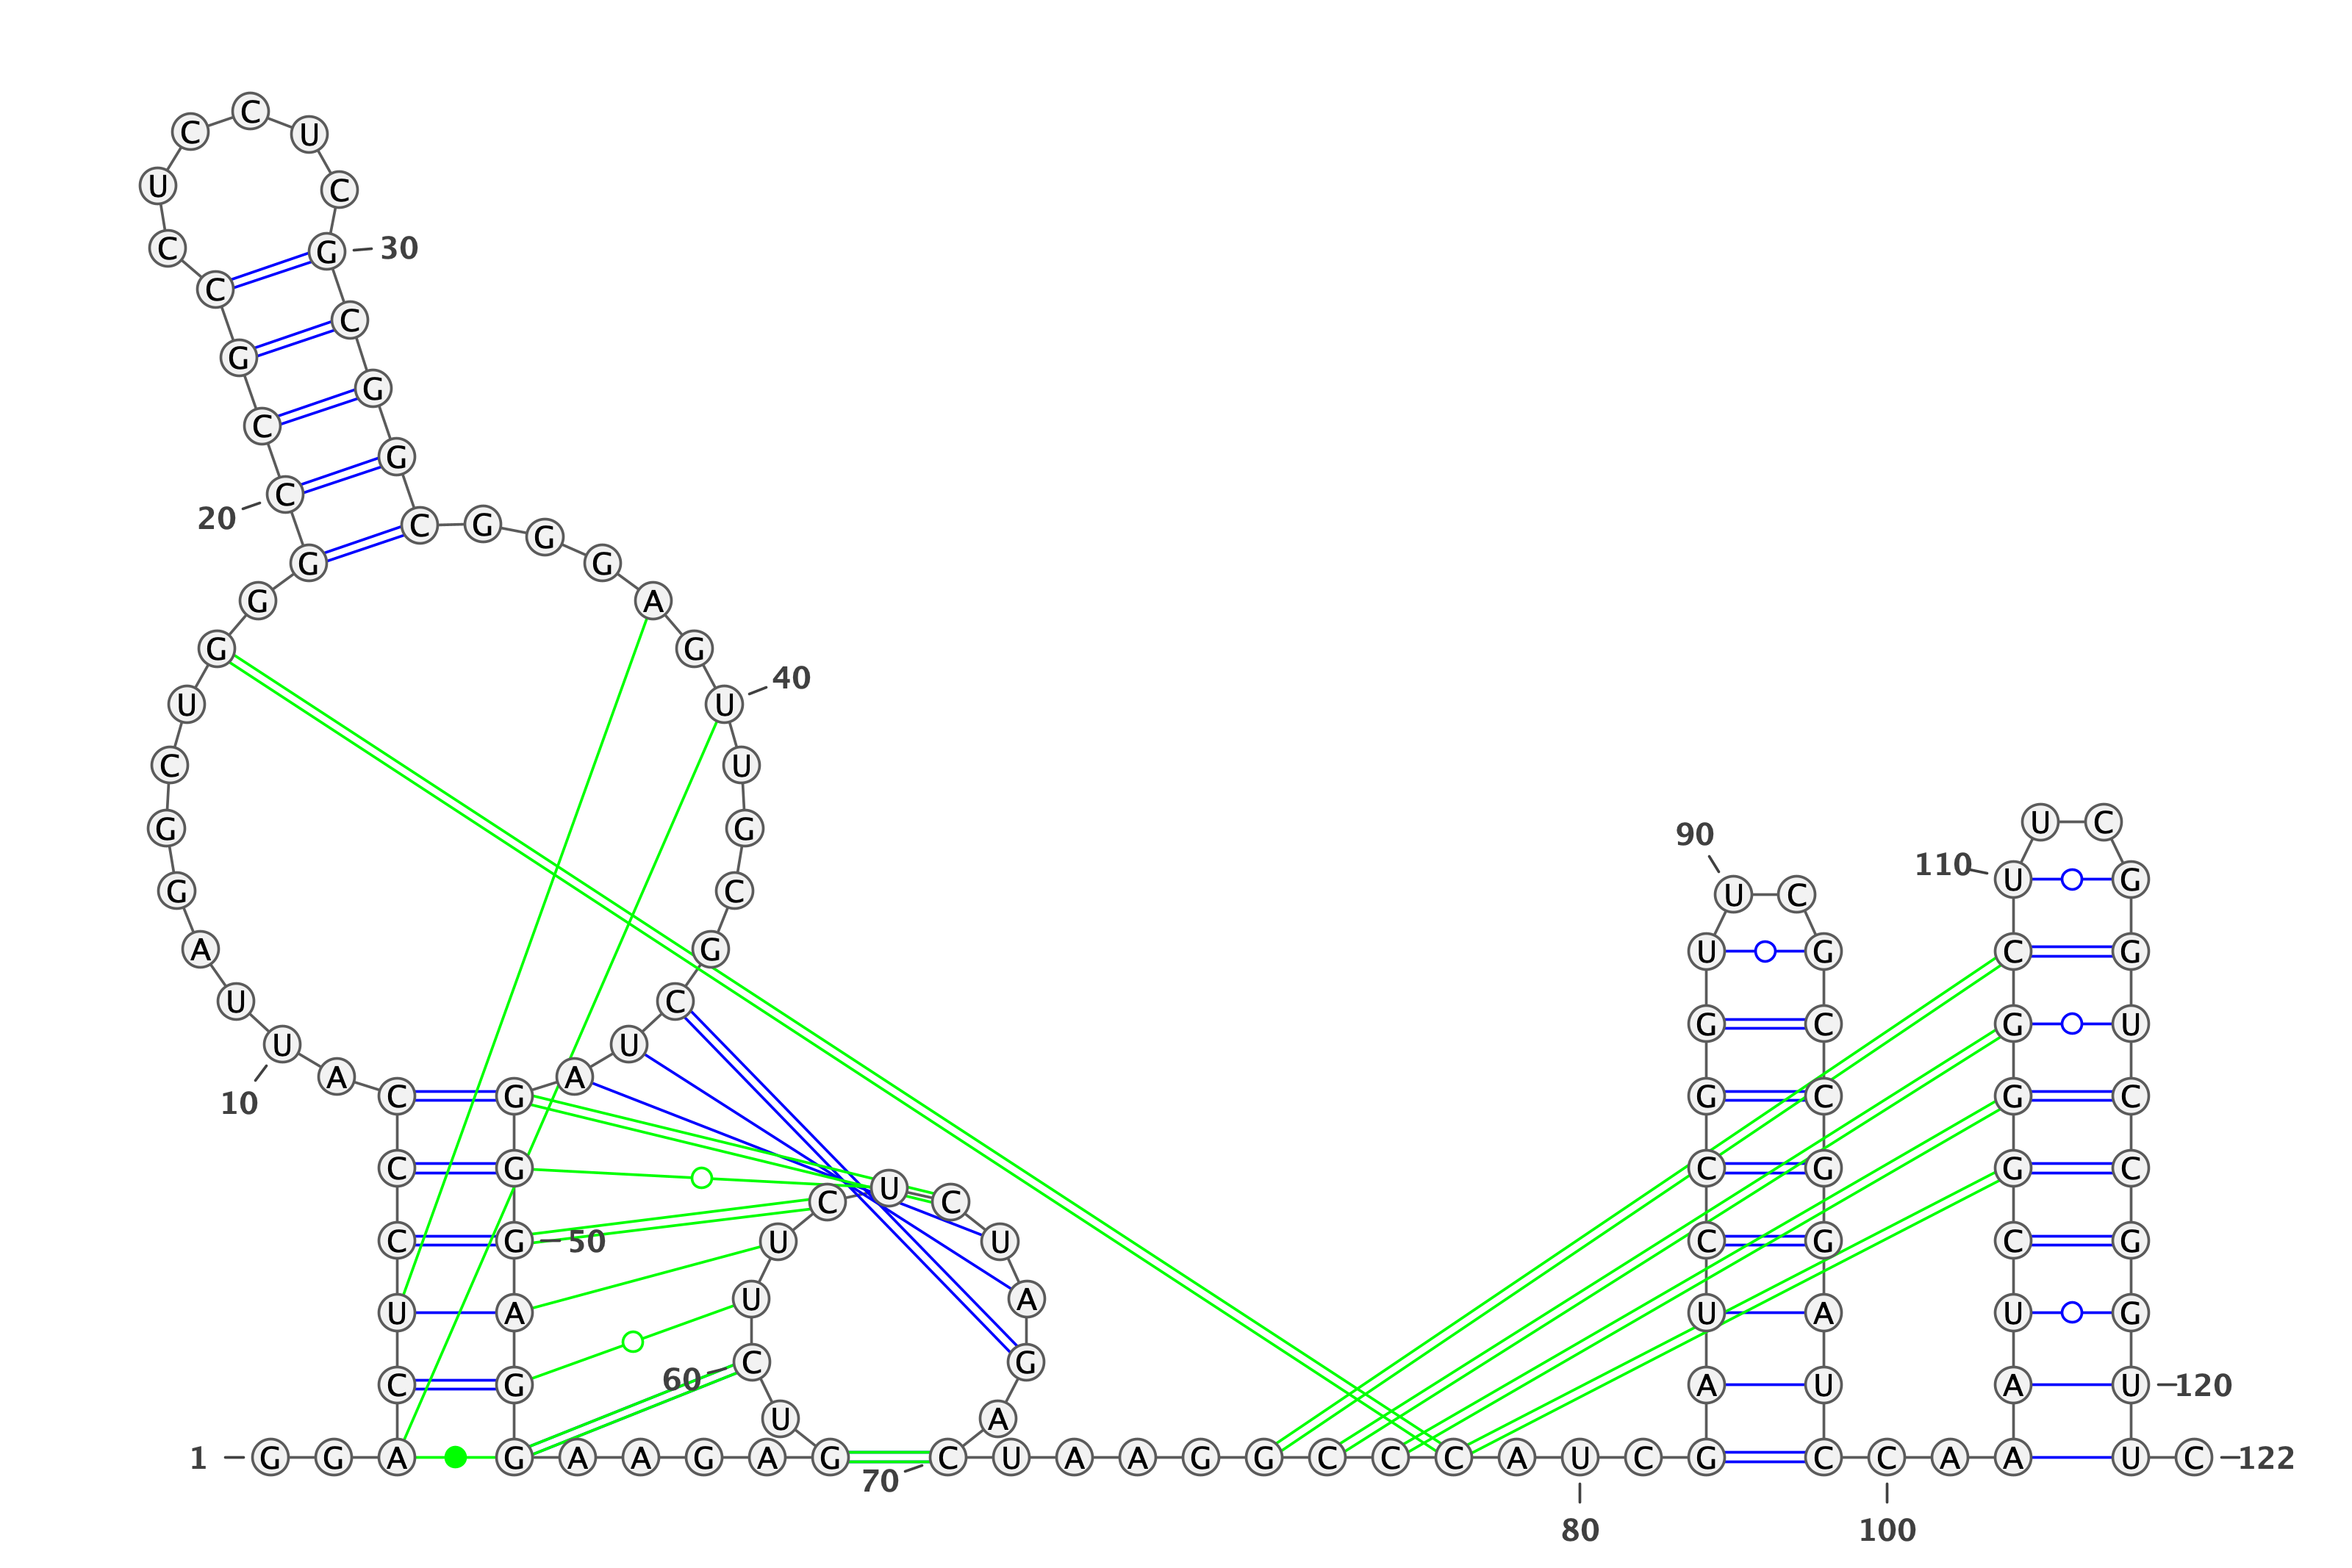 C
C U
U C
C G 30
C
C
G
G
C
G
20 C C G G
G G
G A
G G 40
U U
C U
G G 90 U C
G C U C 110 U G
A G U G C G
U C
U U G C G U
A A
10 C G G C G C
C G C G G C
C U C
C G 50 U U C G C G
U A
U A U A U G
60 C G
C G A U A U 120
U A
1 G G A G A A G A G C U A A G G C C C A U C G C C A A A U C 122
70
80 100